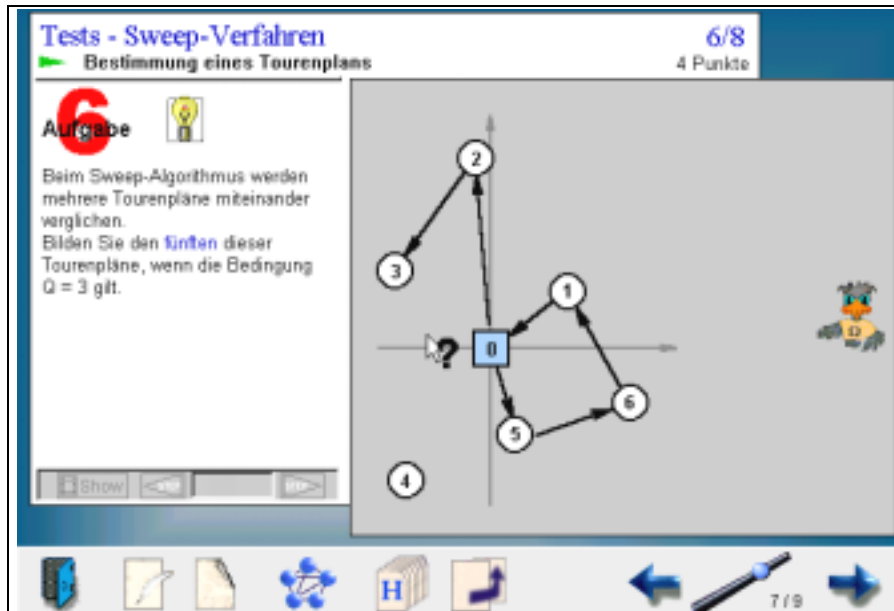 Tests - Sweep-Verfahren
6/8
Bestimmung eines Tourenplans
4 Punkte
6
Aufgabe
Beim Sweep-Algorithmus werden
mehrere Tourenpläne miteinander
verglichen.
Bilden Sie den fünften dieser
Tourenpläne, wenn die Bedingung
Q = 3 gilt.
2
3
1
?
0
Ω
6
5
4
Show
H
7/9